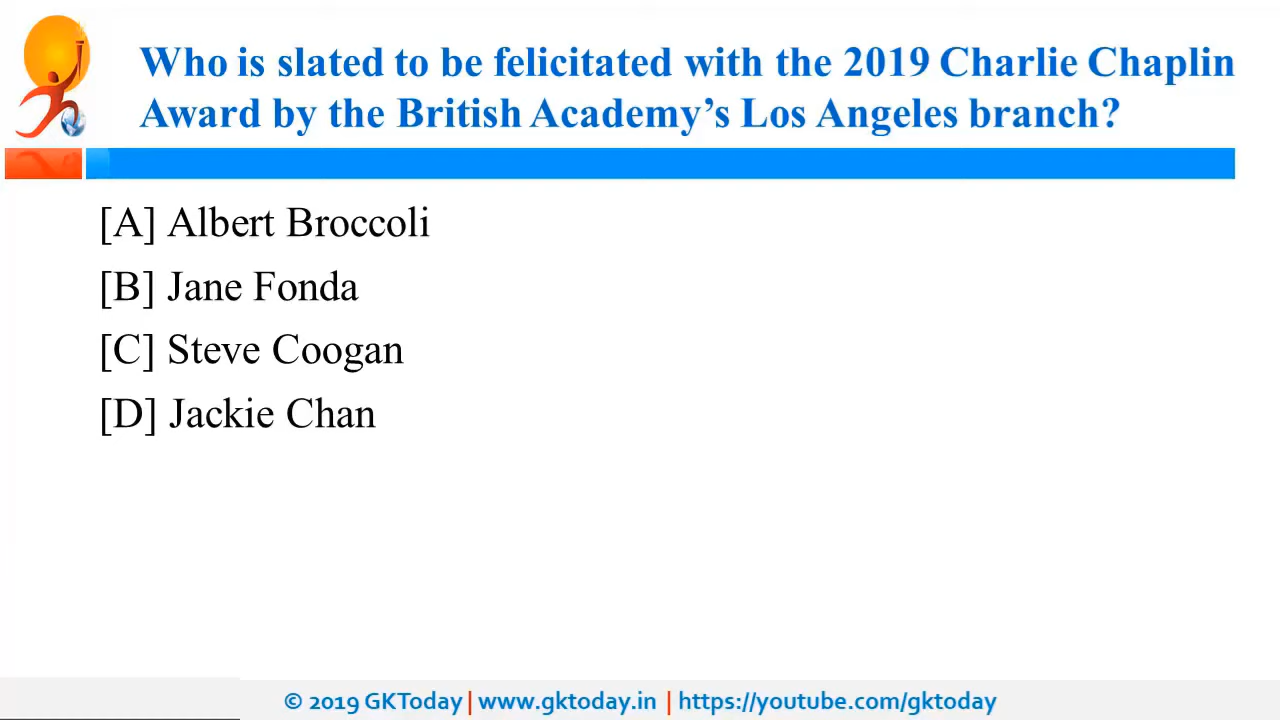 Who is slated to be felicitated with the 2019 Charlie Chaplin
Award by the British Academy’s Los Angeles branch?
[A] Albert Broccoli
[B] Jane Fonda
[C] Steve Coogan
[D] Jackie Chan
© 2019 GKToday | www.gktoday.in | https://youtube.com/gktoday